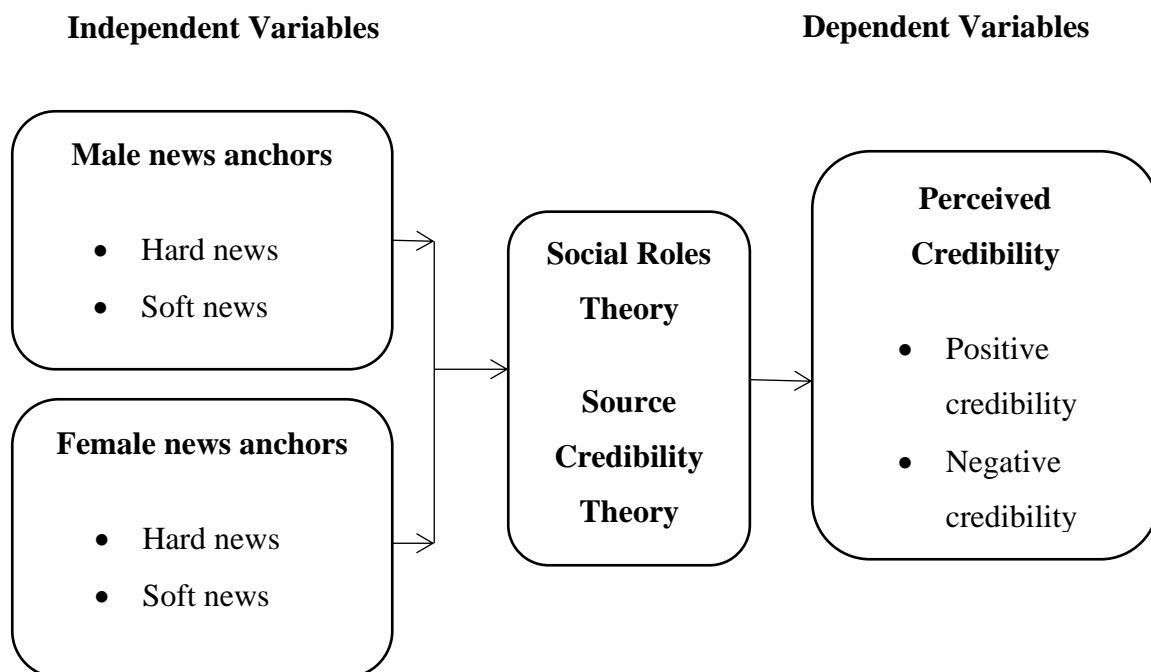 Independent Variables
Dependent Variables
Male news anchors
• Hard news
• Soft news
Female news anchors
• Hard news
• Soft news
Social Roles
Theory
Source
Credibility
Theory
Perceived
Credibility
• Positive
credibility
• Negative
credibility